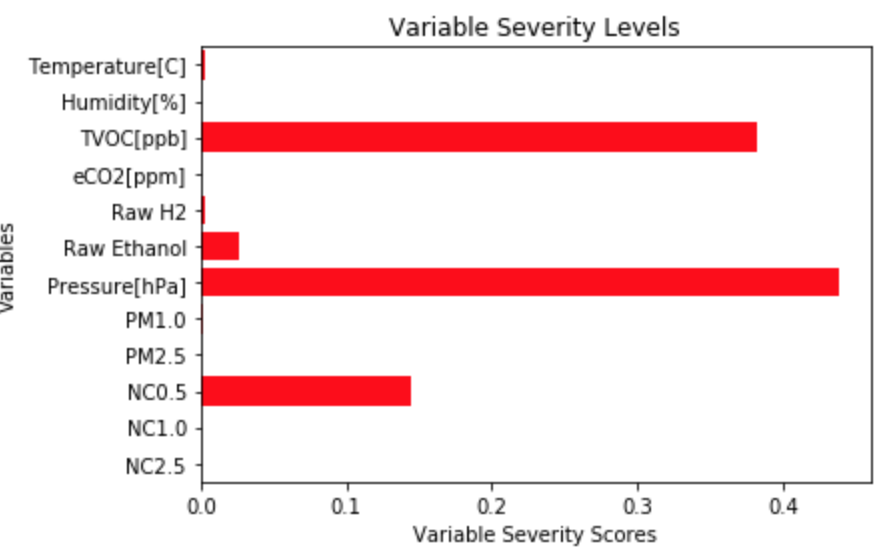 Variable Severity Levels
Temperature[C]
Humidity[%]
TVOC[ppb]
eCO2[ppm]
Raw H2
Raw Ethanol
Pressure[hPa]
PM1.0
PM2.5
NC0.5
NC1.0
NC2.5
Variables
0.0 0.1 0.2 0.3 0.4
Variable Severity Scores